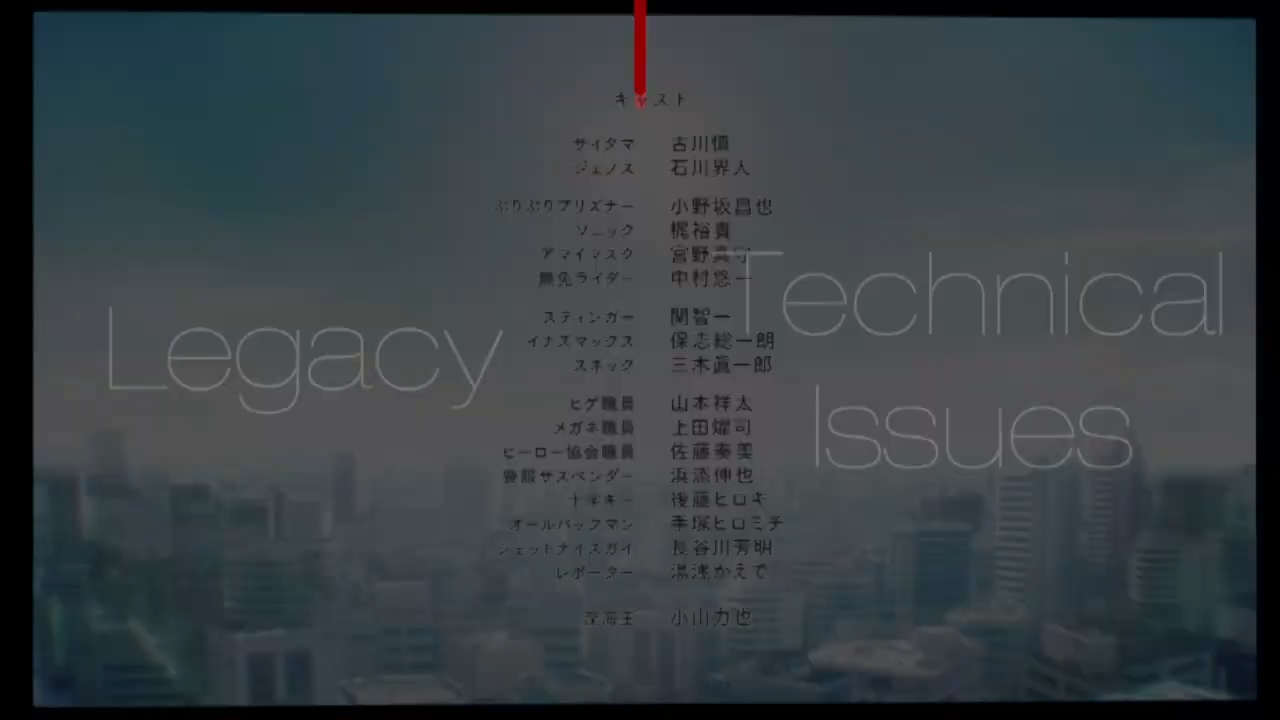 キャスト
サイタマ 古川慎
ジェノス 石川界人
ぷりぷりプリズナー 小野坂昌也
ソニック 梶裕貴
アマイマスク 宮野真守
無免ライダー 中村悠一
スティンガー 関智一
イナズマックス 保志総一朗
スネック 三木眞一郎
ヒゲ職員 山本祥太
メガネ職員 上田燿司
ヒーロー協会職員 佐藤奏美
喪服サスペンダー 浜添伸也
十字キー 後藤ヒロキ
オールバックマン 手塚ヒロミチ
ジェットナイスガイ 長谷川芳明
レポーター 湯浅かえで
深海王 小山力也
Legacy
Technical
Issues